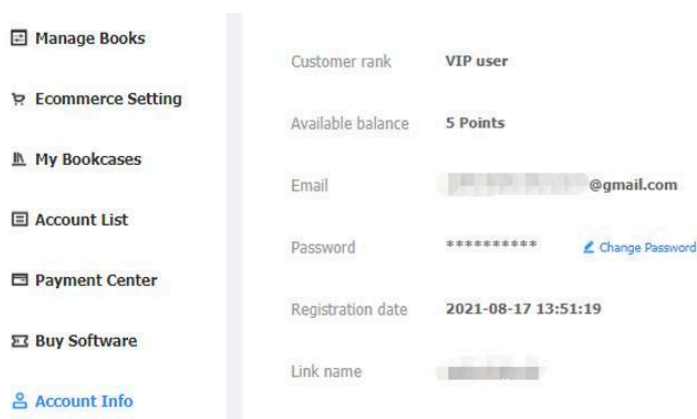 Manage Books
Ecommerce Setting
My Bookcases
Account List
Payment Center
Buy Software
Account Info
Customer rank VIP user
Available balance 5 Points
Email @gmail.com
Password ********** Change Password
Registration date 2021-08-17 13:51:19
Link name